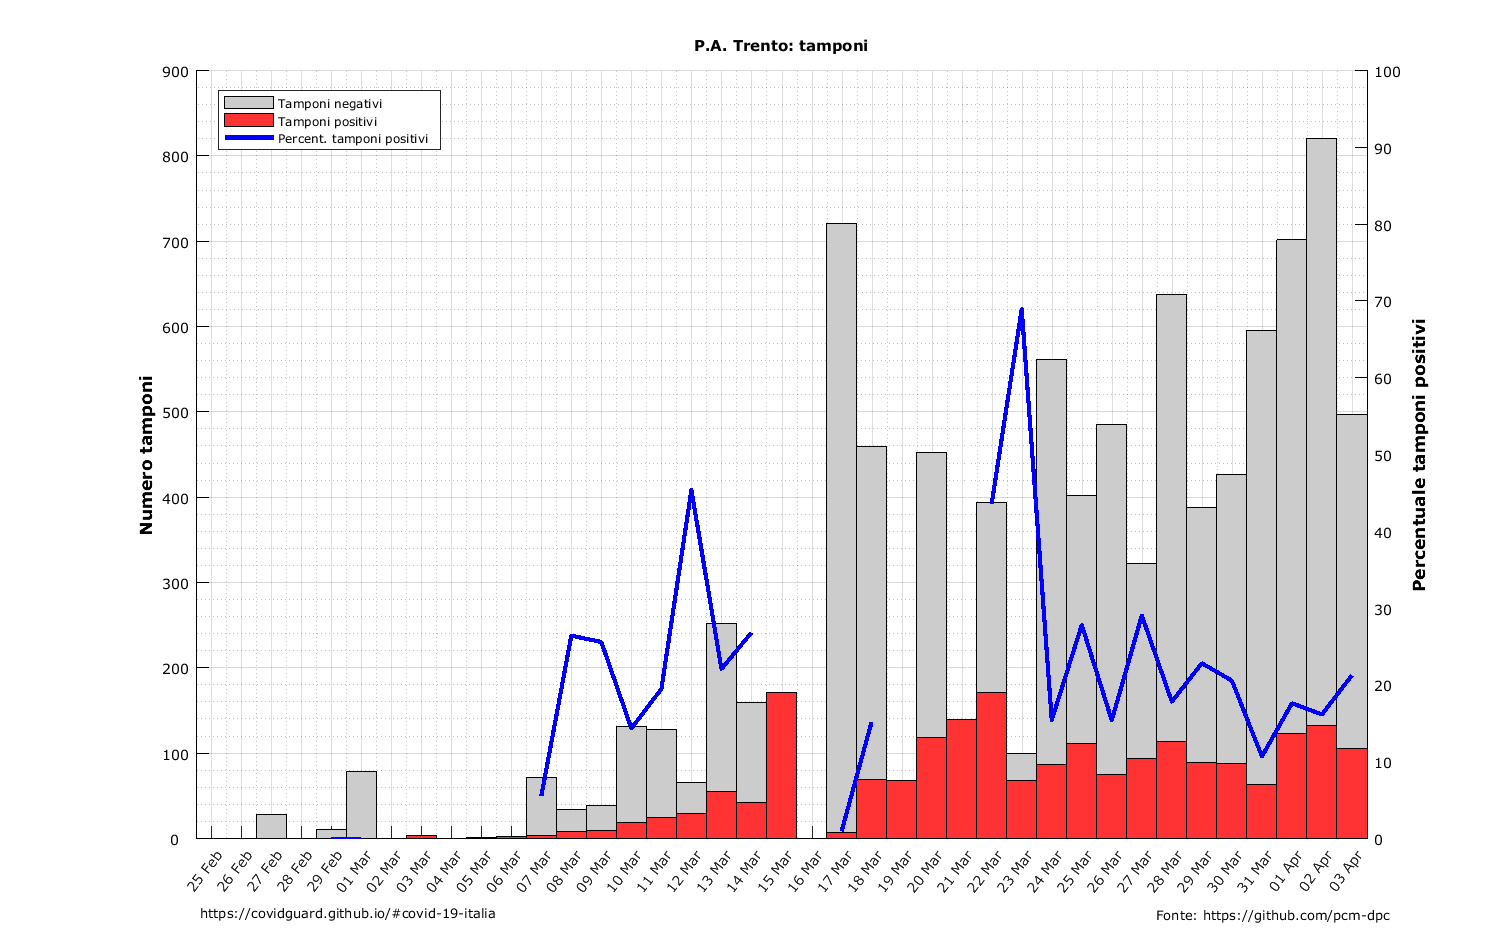 P.A. Trento: tamponi
Tamponi negativi
Tamponi positivi
Percent. tamponi positivi
Numero tamponi
900
800
700
600
500
400
300
200
100
0
100
90
80
70
60
50
40
30
20
10
0
Percentuale tamponi positivi
25 Feb
26 Feb
27 Feb
28 Feb
29 Feb
01 Mar
02 Mar
03 Mar
04 Mar
05 Mar
06 Mar
07 Mar
08 Mar
09 Mar
10 Mar
11 Mar
12 Mar
13 Mar
14 Mar
15 Mar
16 Mar
17 Mar
18 Mar
19 Mar
20 Mar
21 Mar
22 Mar
23 Mar
24 Mar
25 Mar
26 Mar
27 Mar
28 Mar
29 Mar
30 Mar
31 Mar
01 Apr
02 Apr
03 Apr
https://covidguard.github.io/#covid-19-italia
Fonte: https://github.com/pcm-dpc